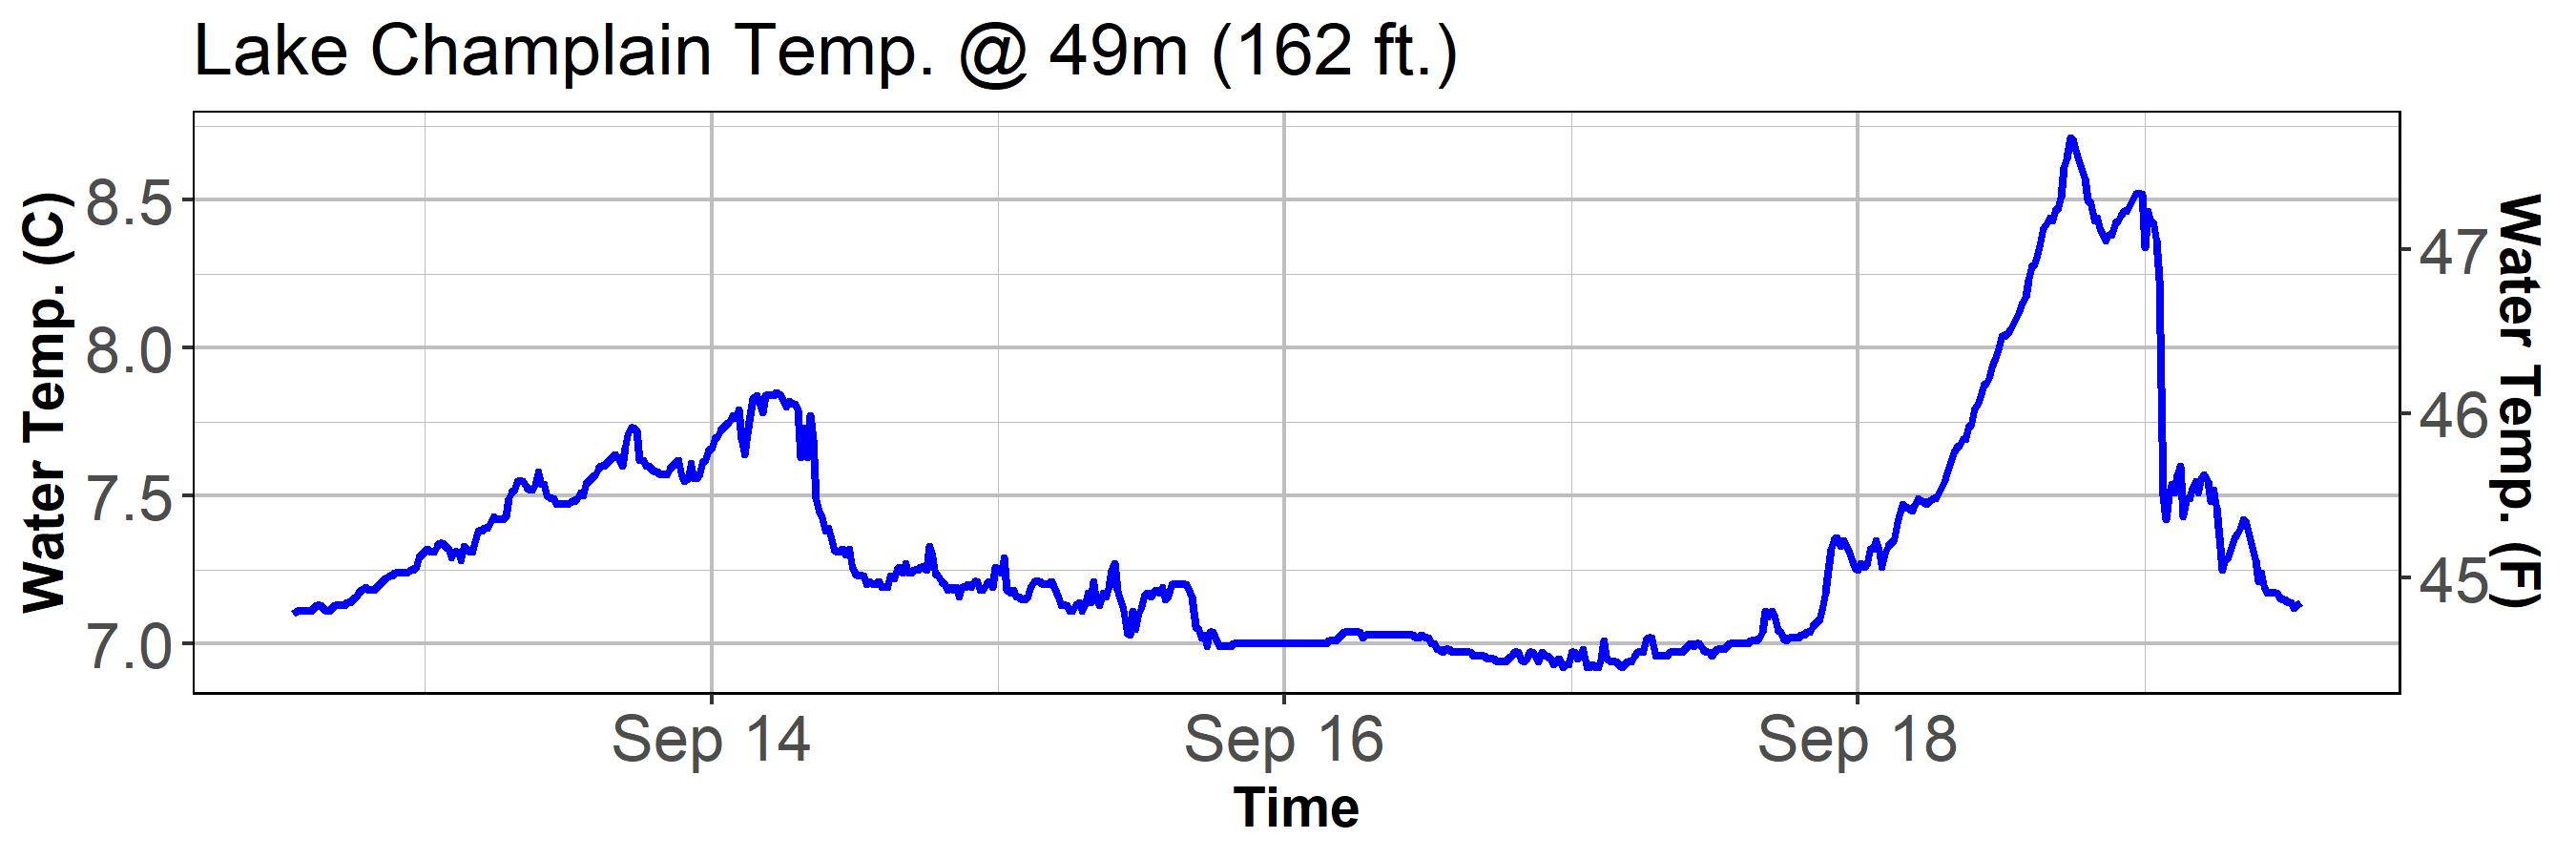 Lake Champlain Temp. @ 49m (162 ft.)
Water Temp. (C)
8.5
8.0
7.5
7.0
47
46
45
Water Temp. (F)
Sep 14
Sep 16
Sep 18
Time